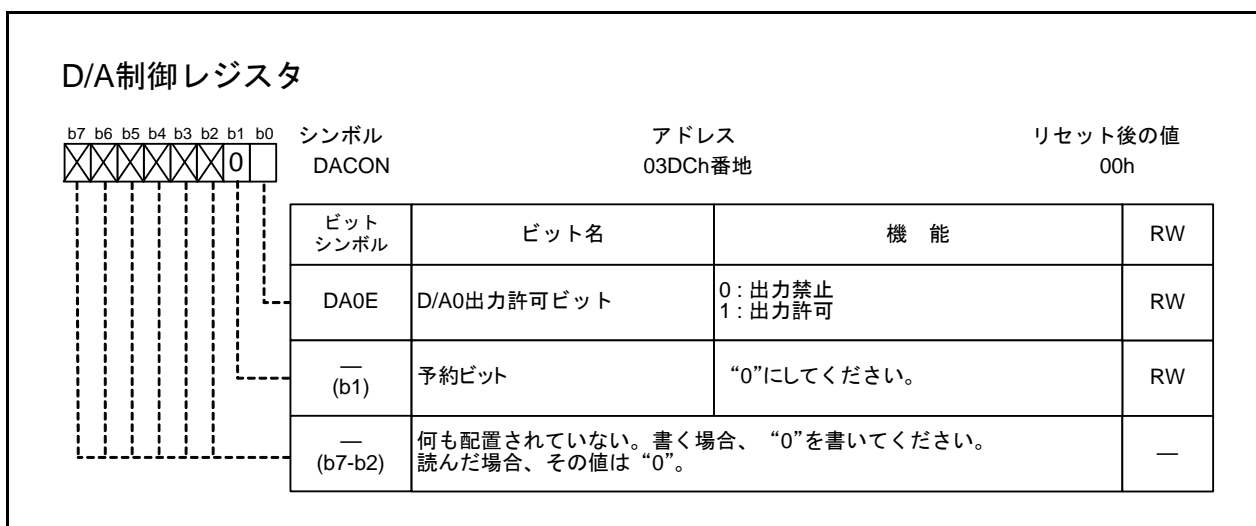 D/A制御レジスタ
b7 b6 b5 b4 b3 b2 b1 b0
0
シンボル
DACON
アドレス
03DCh番地
リセット後の値
00h
ビット
シンボル
ビット名
機　能
RW
DA0E
D/A0出力許可ビット
0 : 出力禁止
1 : 出力許可
RW
—
(b1)
予約ビット
“0”にしてください。
RW
—
(b7-b2)
何も配置されていない。書く場合、 “0”を書いてください。
読んだ場合、その値は“0”。
—